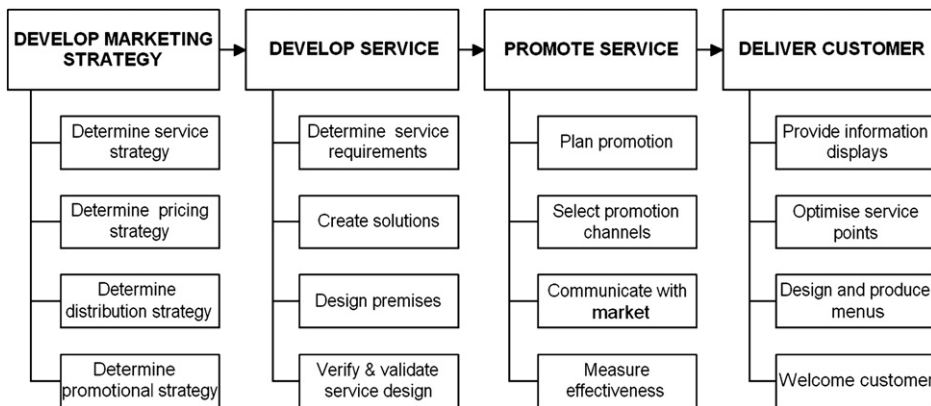 DEVELOP MARKETING
STRATEGY
Determine service
strategy
Determine pricing
strategy
Determine
distribution strategy
Determine
promotional strategy
DEVELOP SERVICE
Determine service
requirements
Create solutions
Design premises
Verify & validate
service design
PROMOTE SERVICE
Plan promotion
Select promotion
channels
Communicate with
market
Measure
effectiveness
DELIVER CUSTOMER
Provide information
displays
Optimise service
points
Design and produce
menus
Welcome customer